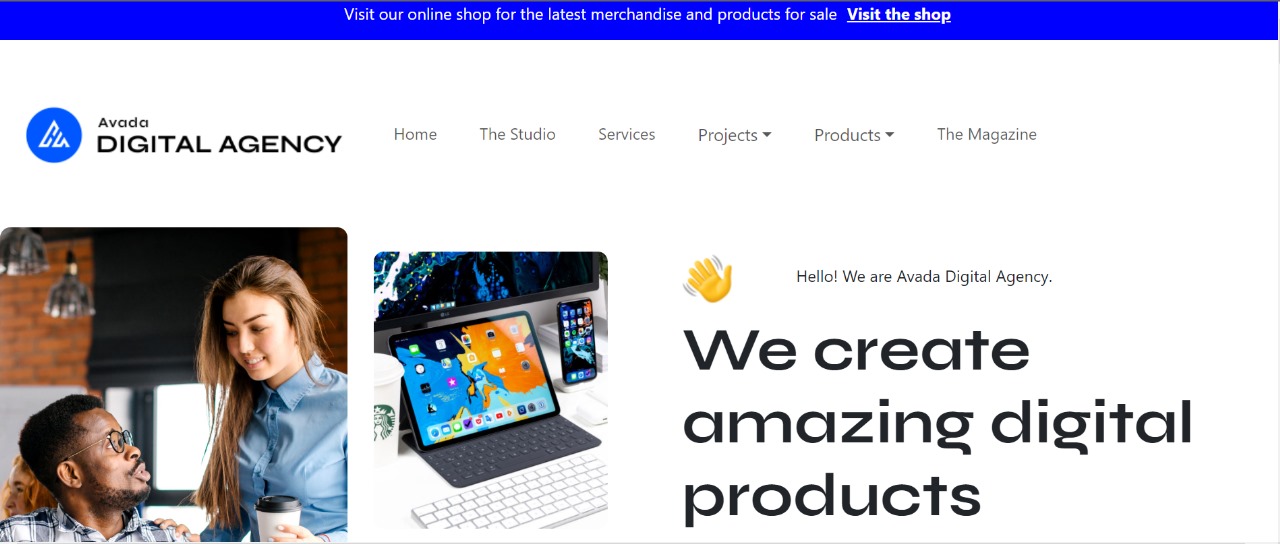 Visit our online shop for the latest merchandise and products for sale Visit the shop
Avada
DIGITAL AGENCY
Home The Studio Services Projects Products The Magazine
Hello! We are Avada Digital Agency.
We create
amazing digital
products